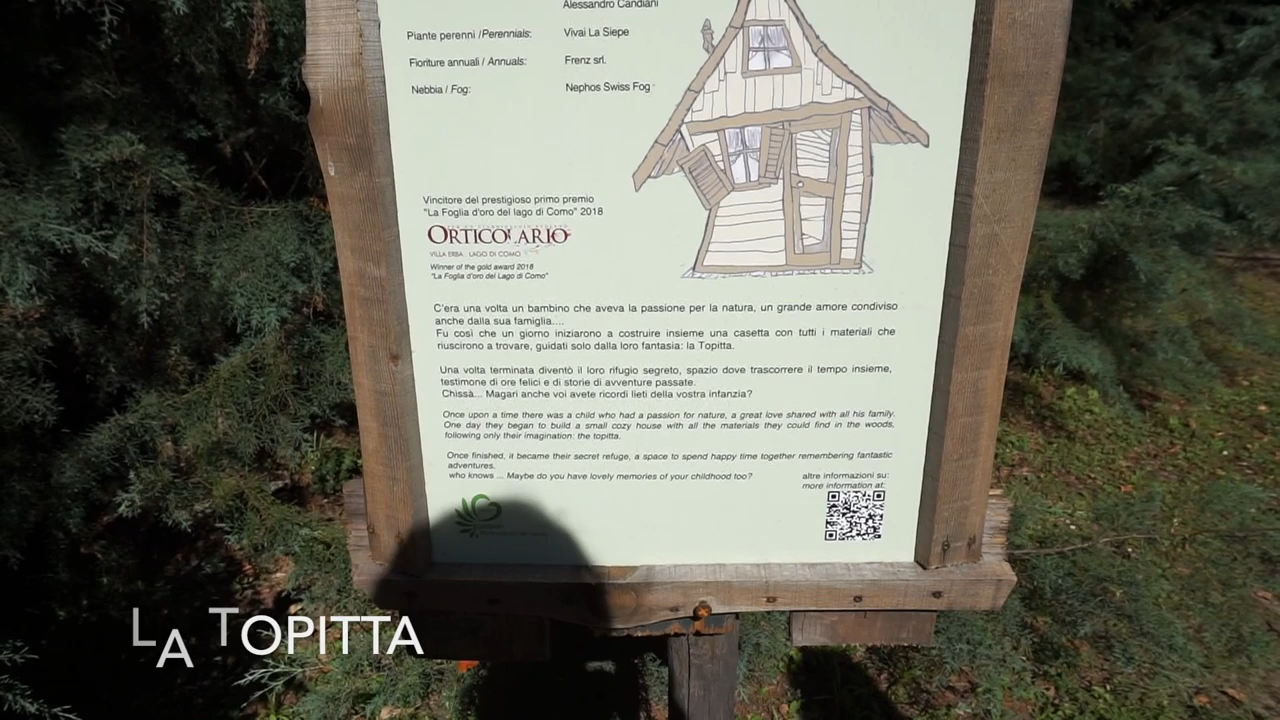 Alessandro Candiani
Piante perenni /Perennials: Vivai La Siepe
Fioriture annuali / Annuals: Frenz srl.
Nebbia / Fog: Nephos Swiss Fog
Vincitore del prestigioso primo premio
"La Foglia d'oro del lago di Como" 2018
ORTICOLARIO
VILLA ERBA LAGO DI COMO
Winner of the gold award 2018
"La Foglia d'oro del Lago di Como"
C'era una volta un bambino che aveva la passione per la natura, un grande amore condiviso
anche dalla sua famiglia....
Fu così che un giorno iniziarono a costruire insieme una casetta con tutti i materiali che
riuscirono a trovare, guidati solo dalla loro fantasia: la Topitta.
Una volta terminata diventò il loro rifugio segreto, spazio dove trascorrere il tempo insieme,
testimone di ore felici e di storie di avventure passate.
Chissà... Magari anche voi avete ricordi lieti della vostra infanzia?
Once upon a time there was a child who had a passion for nature, a great love shared with all his family.
One day they began to build a small cozy house with all the materials they could find in the woods,
following only their imagination: the topitta.
Once finished, it became their secret refuge, a space to spend happy time together remembering fantastic
adventures.
who knows ... Maybe do you have lovely memories of your childhood too?
altre informazioni su:
more information at:
LA TOPITTA